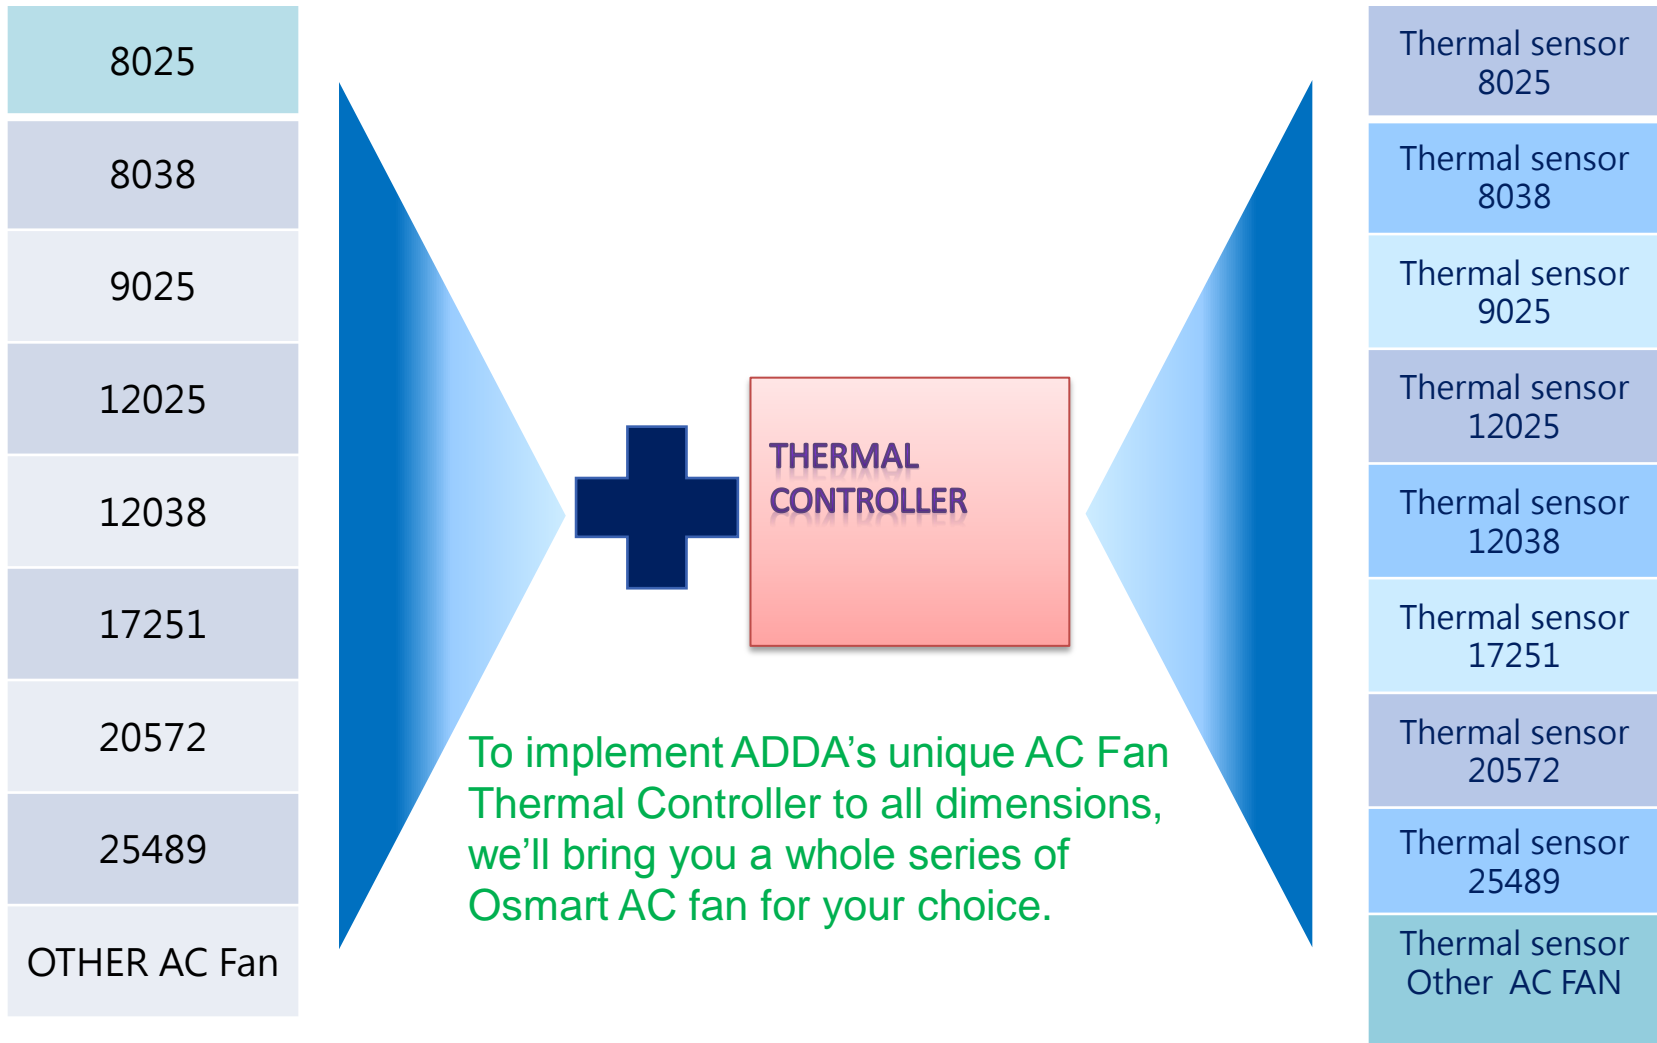 8025
8038
9025
12025
12038
17251
20572
25489
OTHER AC Fan
THERMAL
CONTROLLER
To implement ADDA’s unique AC Fan
Thermal Controller to all dimensions,
we’ll bring you a whole series of
Osmart AC fan for your choice.
Thermal sensor
8025
Thermal sensor
8038
Thermal sensor
9025
Thermal sensor
12025
Thermal sensor
12038
Thermal sensor
17251
Thermal sensor
20572
Thermal sensor
25489
Thermal sensor
Other AC FAN